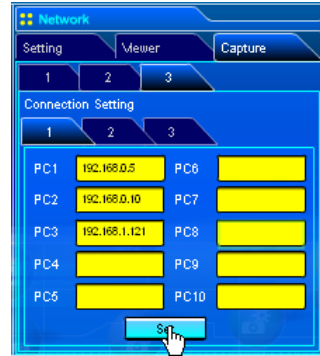 Network
Setting Viewer Capture
1 2 3
Connection Setting
1 2 3
PC1 192.168.0.5 PC6
PC2 192.168.0.10 PC7
PC3 192.168.1.121 PC8
PC4 PC9
PC5 PC10